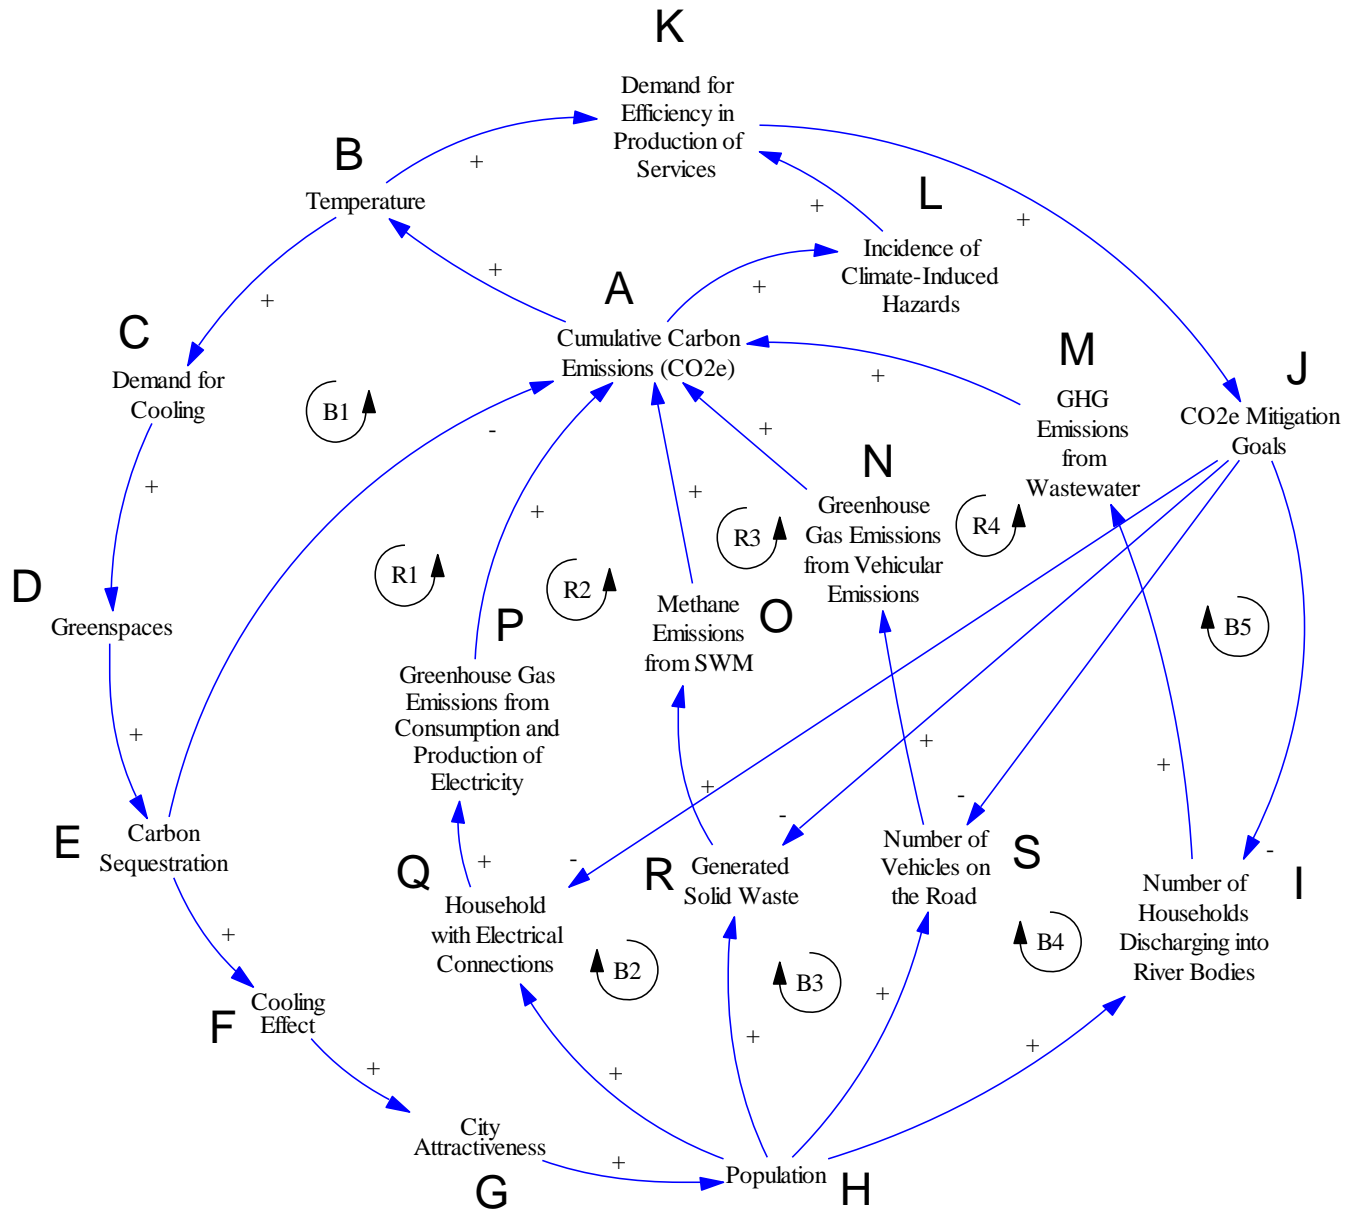 K
Demand for
Efficiency in
Production of
Services
B
Temperature
+
+
L
Incidence of
Climate-Induced
Hazards
+
+
+
+
A
Cumulative Carbon
Emissions (CO2e)
C
Demand for
Cooling
B1
-
+
M
GHG
Emissions
from
Wastewater
J
CO2e Mitigation
Goals
+
+
N
Greenhouse
Gas Emissions
from Vehicular
Emissions
+
+
R3
R4
R1
R2
D
Greenspaces
P
Greenhouse Gas
Emissions from
Consumption and
Production of
Electricity
Methane
Emissions
from SWM
O
B5
+
+
+
+
-
-
E
Carbon
Sequestration
+
-
Q
Household
with Electrical
Connections
R
Generated
Solid Waste
Number of
Vehicles on
the Road
S
-
Number of
Households
Discharging into
River Bodies
I
+
B2
B3
B4
+
F
Cooling
Effect
+
+
+
+
City
Attractiveness
G
+
Population
H